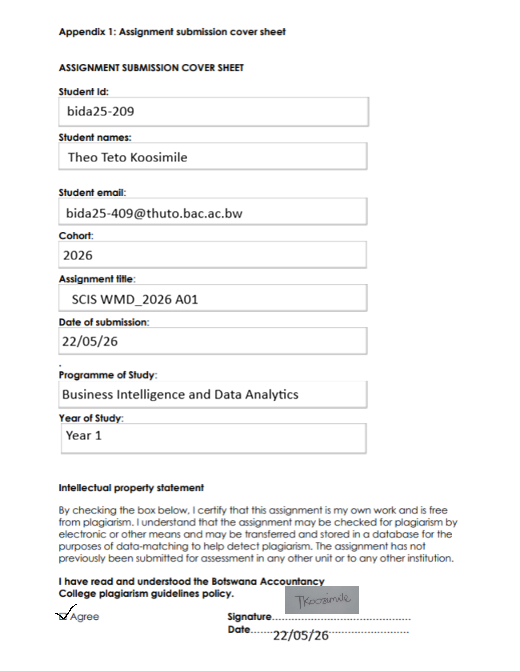 Appendix 1: Assignment submission cover sheet
ASSIGNMENT SUBMISSION COVER SHEET
Student Id:
bida25-209
Student names:
Theo Teto Koosimile
Student email:
bida25-409@thuto.bac.ac.bw
Cohort:
2026
Assignment title:
SCIS WMD_2026 A01
Date of submission:
22/05/26
.
Programme of Study:
Business Intelligence and Data Analytics
Year of Study:
Year 1
Intellectual property statement
By checking the box below, I certify that this assignment is my own work and is free
from plagiarism. I understand that the assignment may be checked for plagiarism by
electronic or other means and may be transferred and stored in a database for the
purposes of data-matching to help detect plagiarism. The assignment has not
previously been submitted for assessment in any other unit or to any other institution.
I have read and understood the Botswana Accountancy
College plagiarism guidelines policy.
TKoosimile
Agree
Signature..............................................
Date..............................................
22/05/26